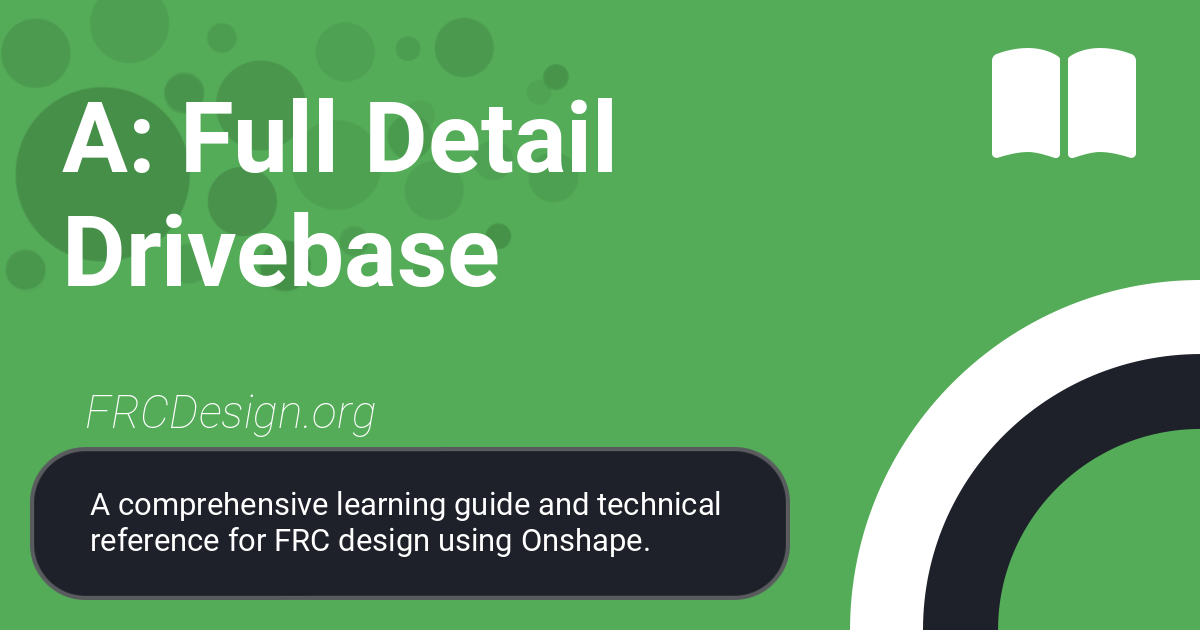 A: Full Detail
Drivebase
FRCDesign.org
A comprehensive learning guide and technical
reference for FRC design using Onshape.